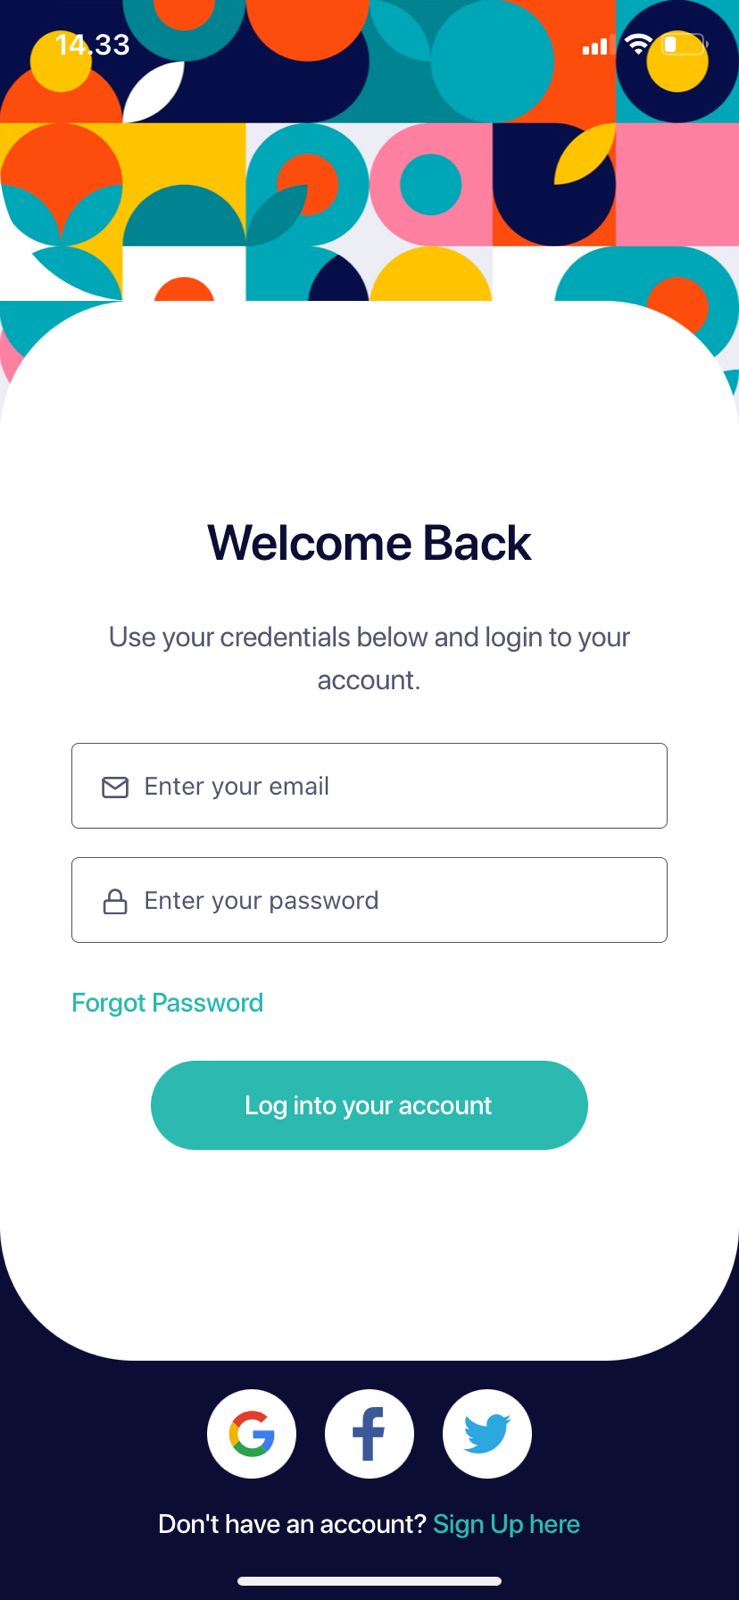 14.33
Welcome Back
Use your credentials below and login to your
account.
Enter your email
Enter your password
Forgot Password
Log into your account
Don't have an account? Sign Up here